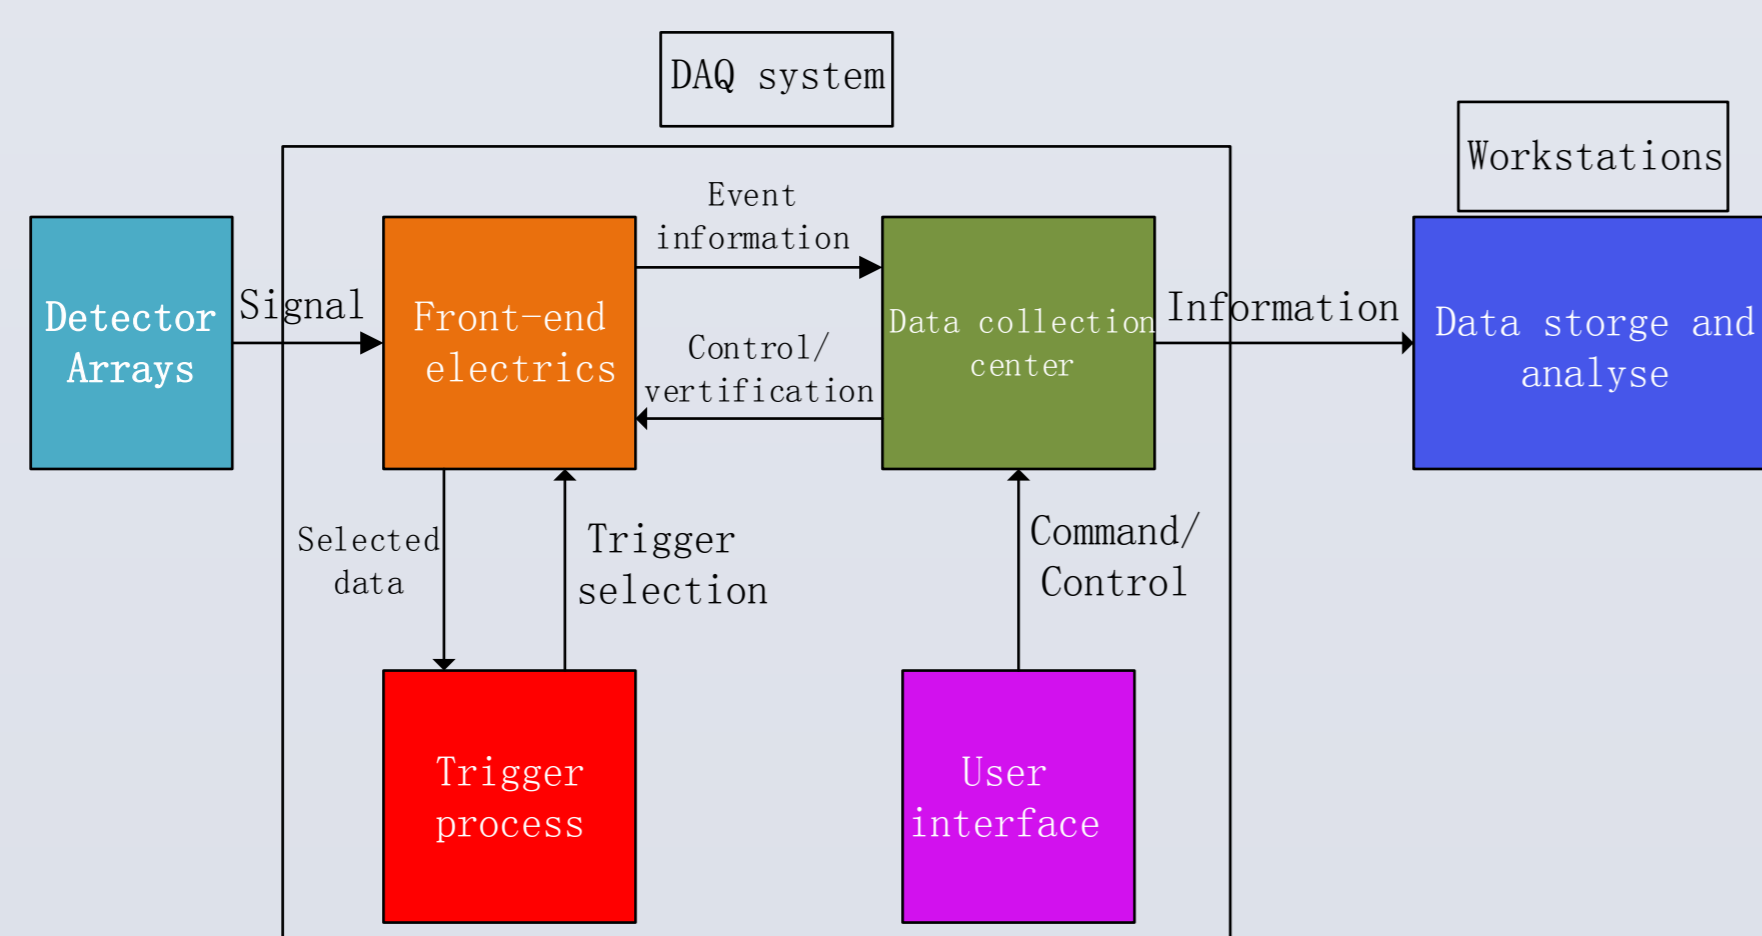 DAQ system
Workstations
Event
information
Detector
Arrays
Signal
Front-end
electrics
Control/
vertification
Data collection
center
Information
Data storge and
analyse
Selected
data
Trigger
selection
Command/
Control
Trigger
process
User
interface